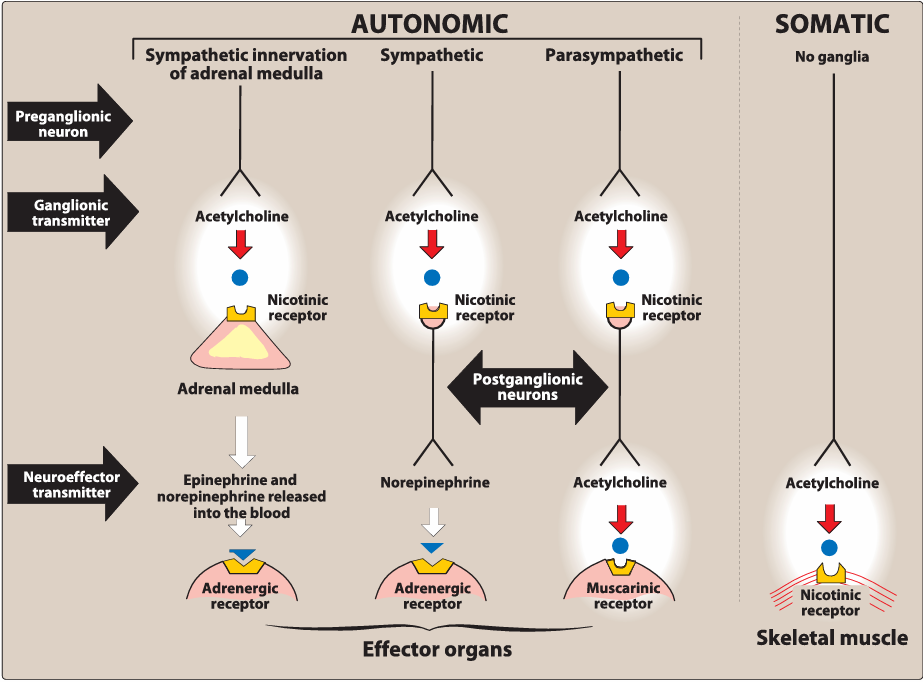 AUTONOMIC
SOMATIC
Sympathetic innervation
of adrenal medulla
Sympathetic
Parasympathetic
No ganglia
Preganglionic
neuron
Ganglionic
transmitter
Acetylcholine
Acetylcholine
Acetylcholine
Nicotinic
receptor
Nicotinic
receptor
Nicotinic
receptor
Adrenal medulla
Postganglionic
neurons
Neuroeffector
transmitter
Epinephrine and
norepinephrine released
into the blood
Norepinephrine
Acetylcholine
Acetylcholine
Adrenergic
receptor
Adrenergic
receptor
Muscarinic
receptor
Nicotinic
receptor
Skeletal muscle
Effector organs